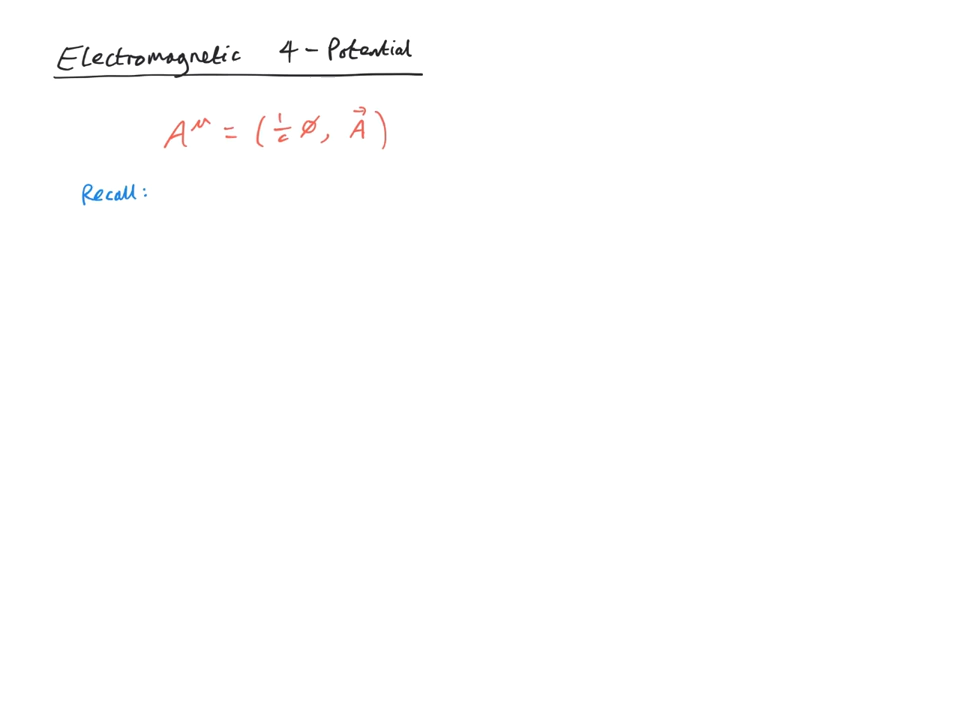 Electromagnetic 4-Potential
A^μ = (1/c ϕ, A⃗)
Recall: